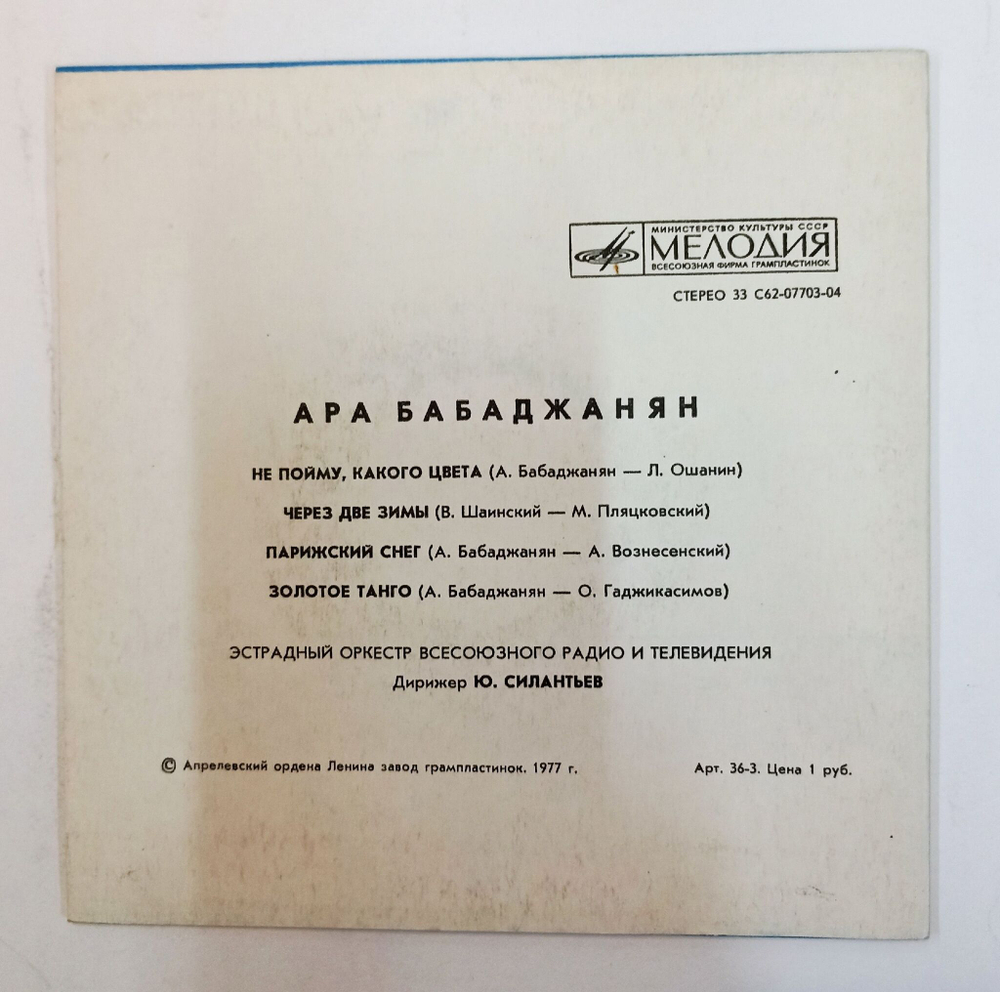 МИНИСТЕРСТВО КУЛЬТУРЫ СССР
МЕЛОДИЯ
ВСЕСОЮЗНАЯ ФИРМА ГРАМПЛАСТИНОК
СТЕРЕО 33 С62-07703-04
АРА БАБАДЖАНЯН
НЕ ПОЙМУ, КАКОГО ЦВЕТА (А. Бабаджанян — Л. Ошанин)
ЧЕРЕЗ ДВЕ ЗИМЫ (В. Шаинский — М. Пляцковский)
ПАРИЖСКИЙ СНЕГ (А. Бабаджанян — А. Вознесенский)
ЗОЛОТОЕ ТАНГО (А. Бабаджанян — О. Гаджикасимов)
ЭСТРАДНЫЙ ОРКЕСТР ВСЕСОЮЗНОГО РАДИО И ТЕЛЕВИДЕНИЯ
Дирижер Ю. СИЛАНТЬЕВ
© Апрелевский ордена Ленина завод грампластинок. 1977 г. Арт. 36-3. Цена 1 руб.